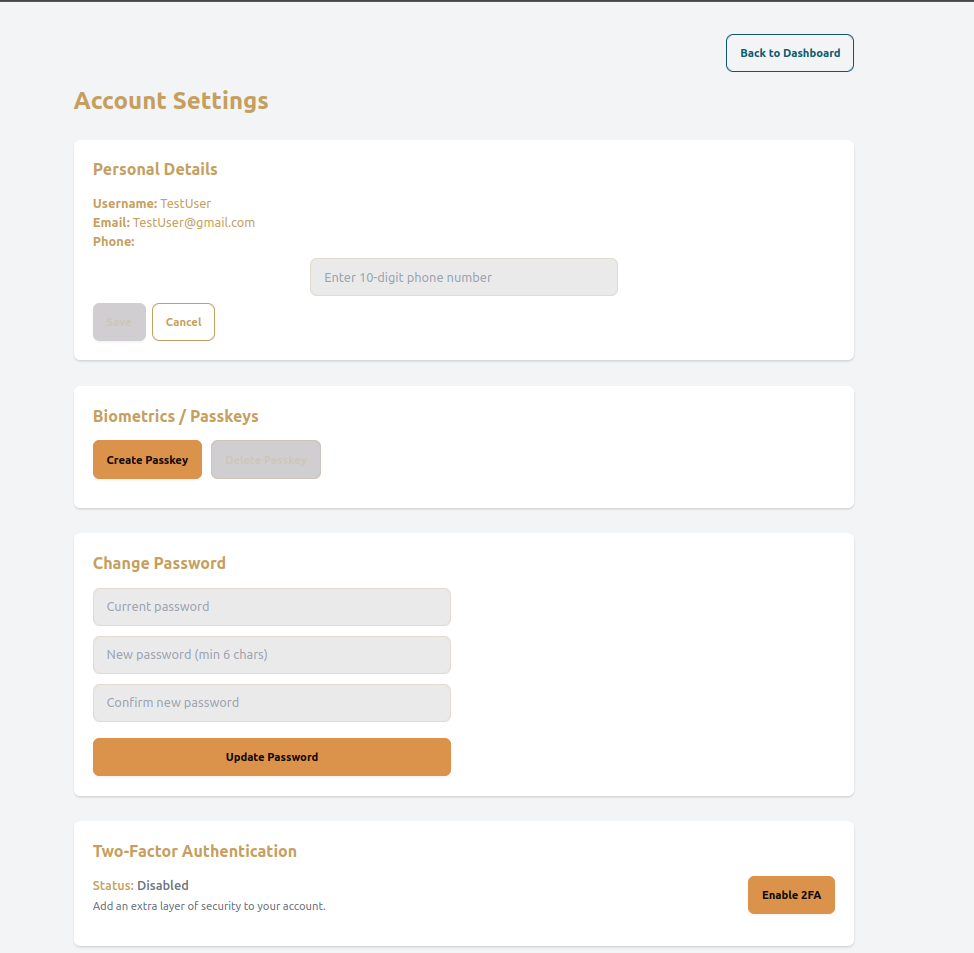 Back to Dashboard
Account Settings
Personal Details
Username: TestUser
Email: TestUser@gmail.com
Phone:
Enter 10-digit phone number
Save Cancel
Biometrics / Passkeys
Create Passkey Delete Passkey
Change Password
Current password
New password (min 6 chars)
Confirm new password
Update Password
Two-Factor Authentication
Status: Disabled
Add an extra layer of security to your account.
Enable 2FA